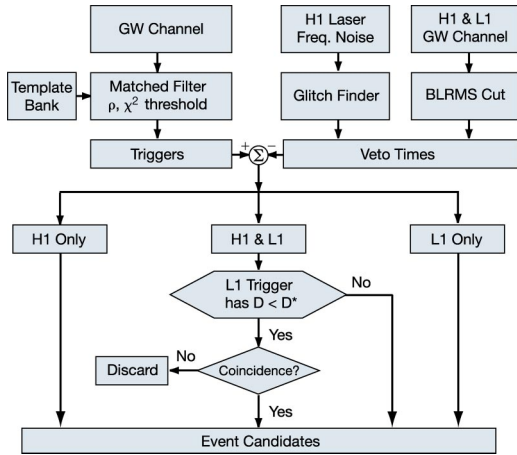 GW Channel
H1 Laser
Freq. Noise
H1 & L1
GW Channel
Template
Bank
Matched Filter
ρ, χ² threshold
Glitch Finder
BLRMS Cut
Triggers
+
Σ
−
Veto Times
H1 Only
H1 & L1
L1 Only
L1 Trigger
has D < D*
No
Yes
Discard
No
Coincidence?
Yes
Event Candidates